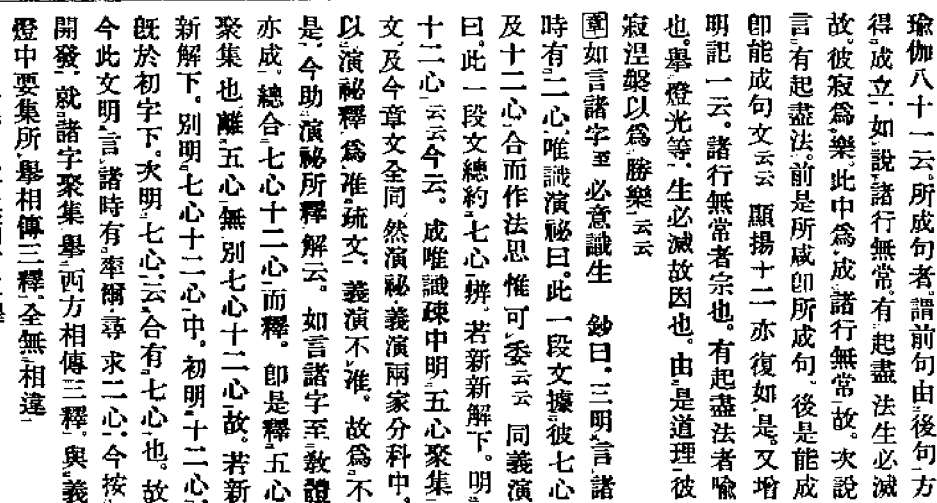 瑜伽八十一云。所成句者。謂前句由後句方
得成立。如說諸行無常。有起盡法生必滅
故。彼寂爲樂。此中爲成諸行無常故。次說
言有起盡法。前是所成卽所成句。後是能成
卽能成句文云云 顯揚十二亦復如是。又增
明記一云。諸行無常者宗也。有起盡法者喻
也。舉燈光等。生必滅故因也。由是道理彼
寂涅槃以爲勝樂云云
章如言諸字至必意識生 鈔曰。三明言諸
時有二心。唯識演祕曰。此一段文據彼七心
及十二心合而作法思惟可委云云 同義演
曰。此一段文總約七心辨。若新新解下。明
十二心云云今云。成唯識疎中明五心聚集
文。及今章文全同。然演祕。義演兩家分科中。
以演祕釋爲准疏文。義演不准。故爲不
是。今助演祕所釋解云。如言諸字至敎證
亦成。總合七心十二心而釋。卽是釋五心
聚集也。離五心無別七心十二心故。若新
新解下。別明七心十二心中。初明十二心。
旣於初字下。次明七心。云合有七心也。故
今此文明言諸時有率爾尋求二心。今按
開發。就諸字聚集。舉西方相傳三釋。與義
燈中要集所舉相傳三釋。全無相違